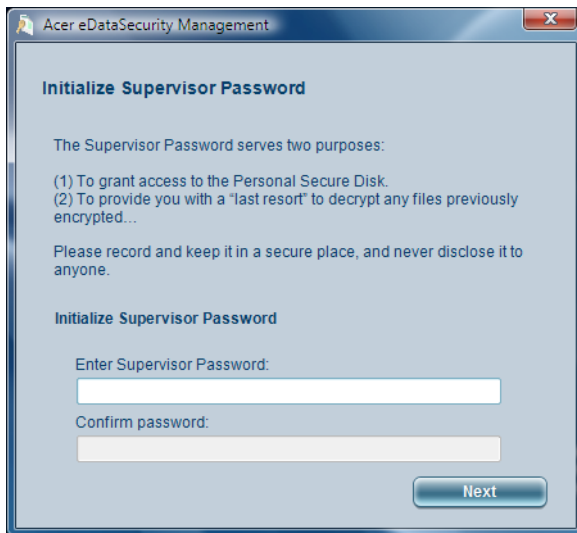 Acer eDataSecurity Management
Initialize Supervisor Password
The Supervisor Password serves two purposes:
(1) To grant access to the Personal Secure Disk.
(2) To provide you with a “last resort” to decrypt any files previously
encrypted...
Please record and keep it in a secure place, and never disclose it to
anyone.
Initialize Supervisor Password
Enter Supervisor Password:
Confirm password:
Next